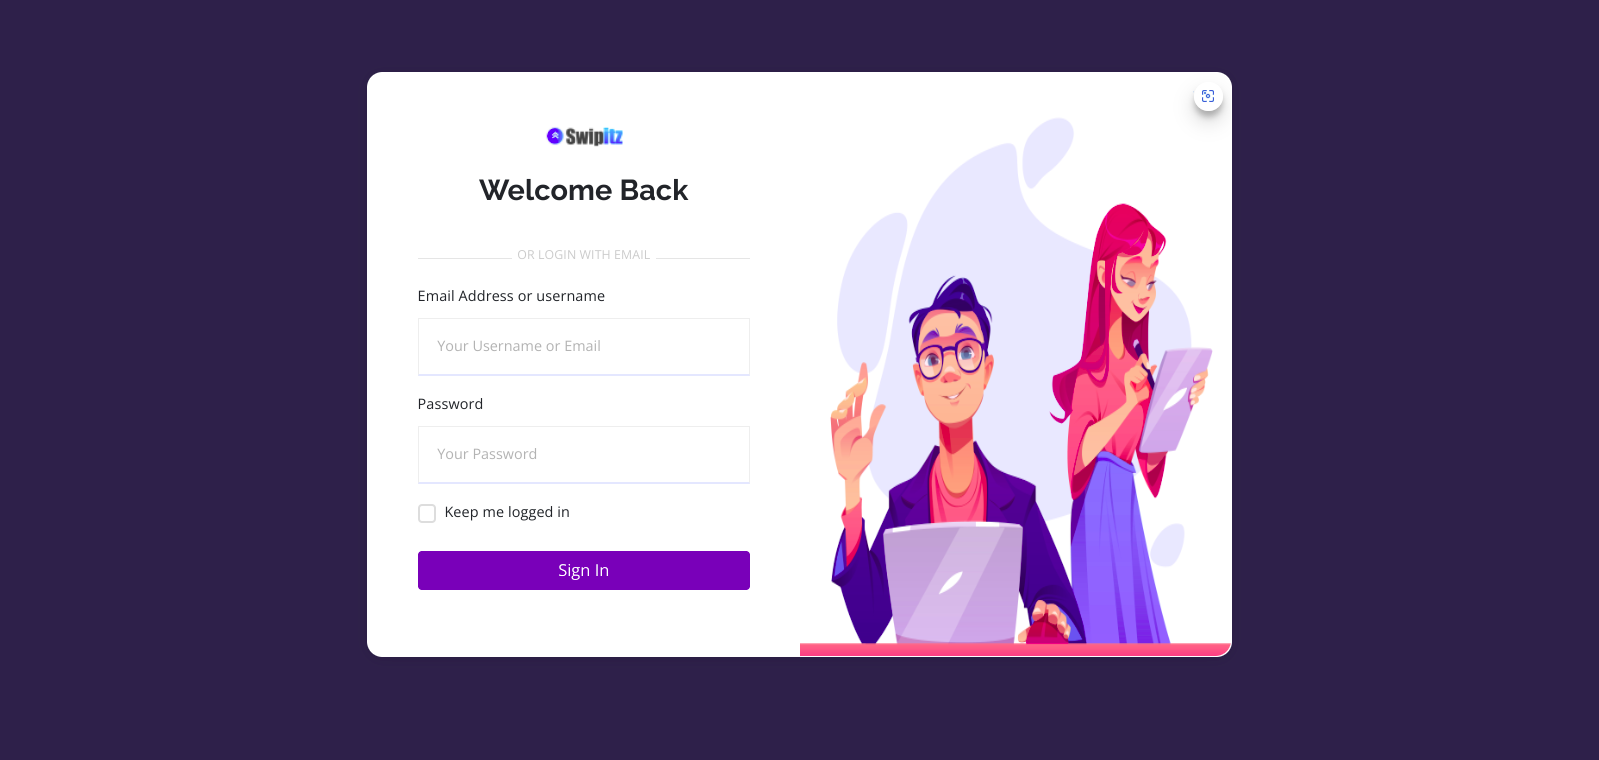 Swipitz
Welcome Back
OR LOGIN WITH EMAIL
Email Address or username
Your Username or Email
Password
Your Password
Keep me logged in
Sign In